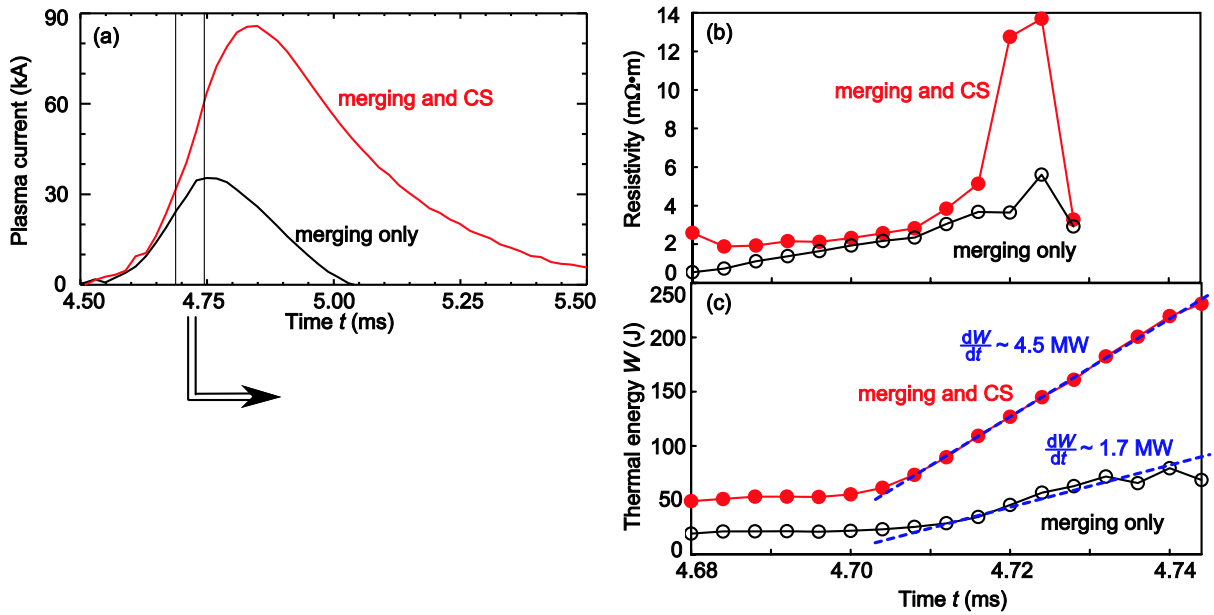 (a)
Plasma current (kA)
90
60
30
0
merging and CS
merging only
4.50
4.75
5.00
5.25
5.50
Time t (ms)
(b)
Resistivity (mΩ•m)
14
12
10
8
6
4
2
0
merging and CS
merging only
(c)
Thermal energy W (J)
250
200
150
100
50
0
dW/dt ~ 4.5 MW
merging and CS
dW/dt ~ 1.7 MW
merging only
4.68
4.70
4.72
4.74
Time t (ms)